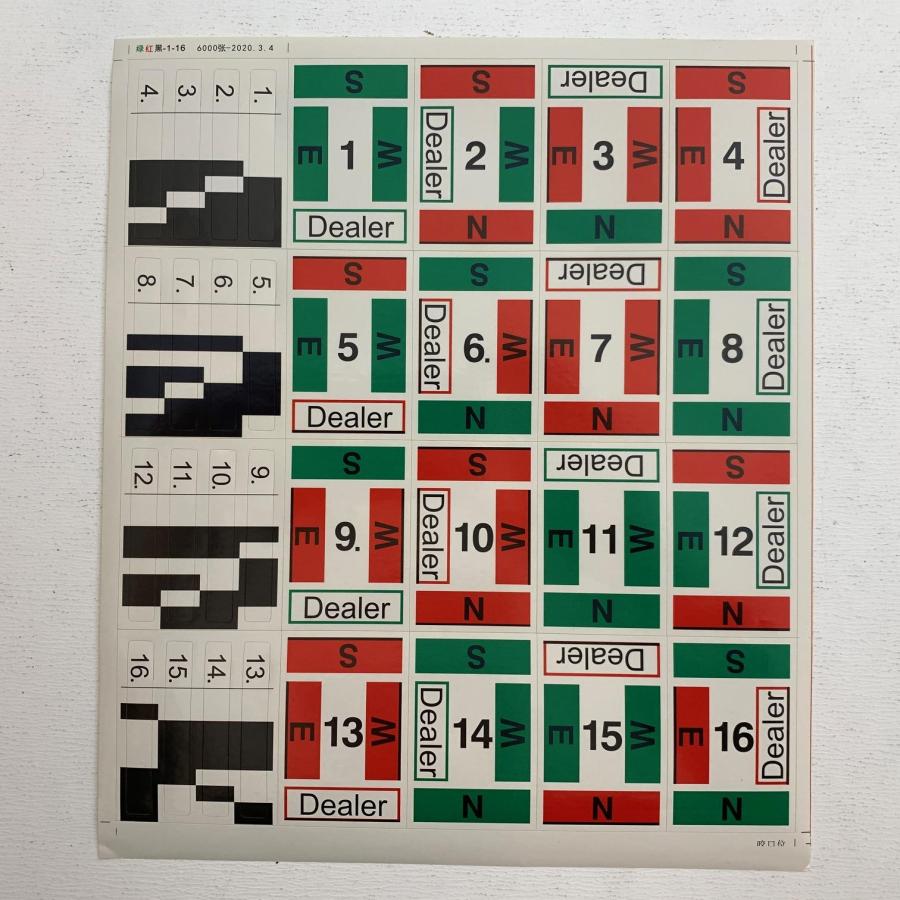 绿红黑-1-16 6000张-2020.3.4
4. 3. 2. 1.
S S Dealer S
E 1 W Dealer 2 W E 3 W E 4 Dealer
Dealer N N N
8. 7. 6. 5.
S S Dealer S
E 5 W Dealer 6. W E 7 W E 8 Dealer
Dealer N N N
12. 11. 10. 9.
S S Dealer S
E 9. W Dealer 10 W E 11 W E 12 Dealer
Dealer N N N
16. 15. 14. 13.
S S Dealer S
E 13 W Dealer 14 W E 15 W E 16 Dealer
Dealer N N N